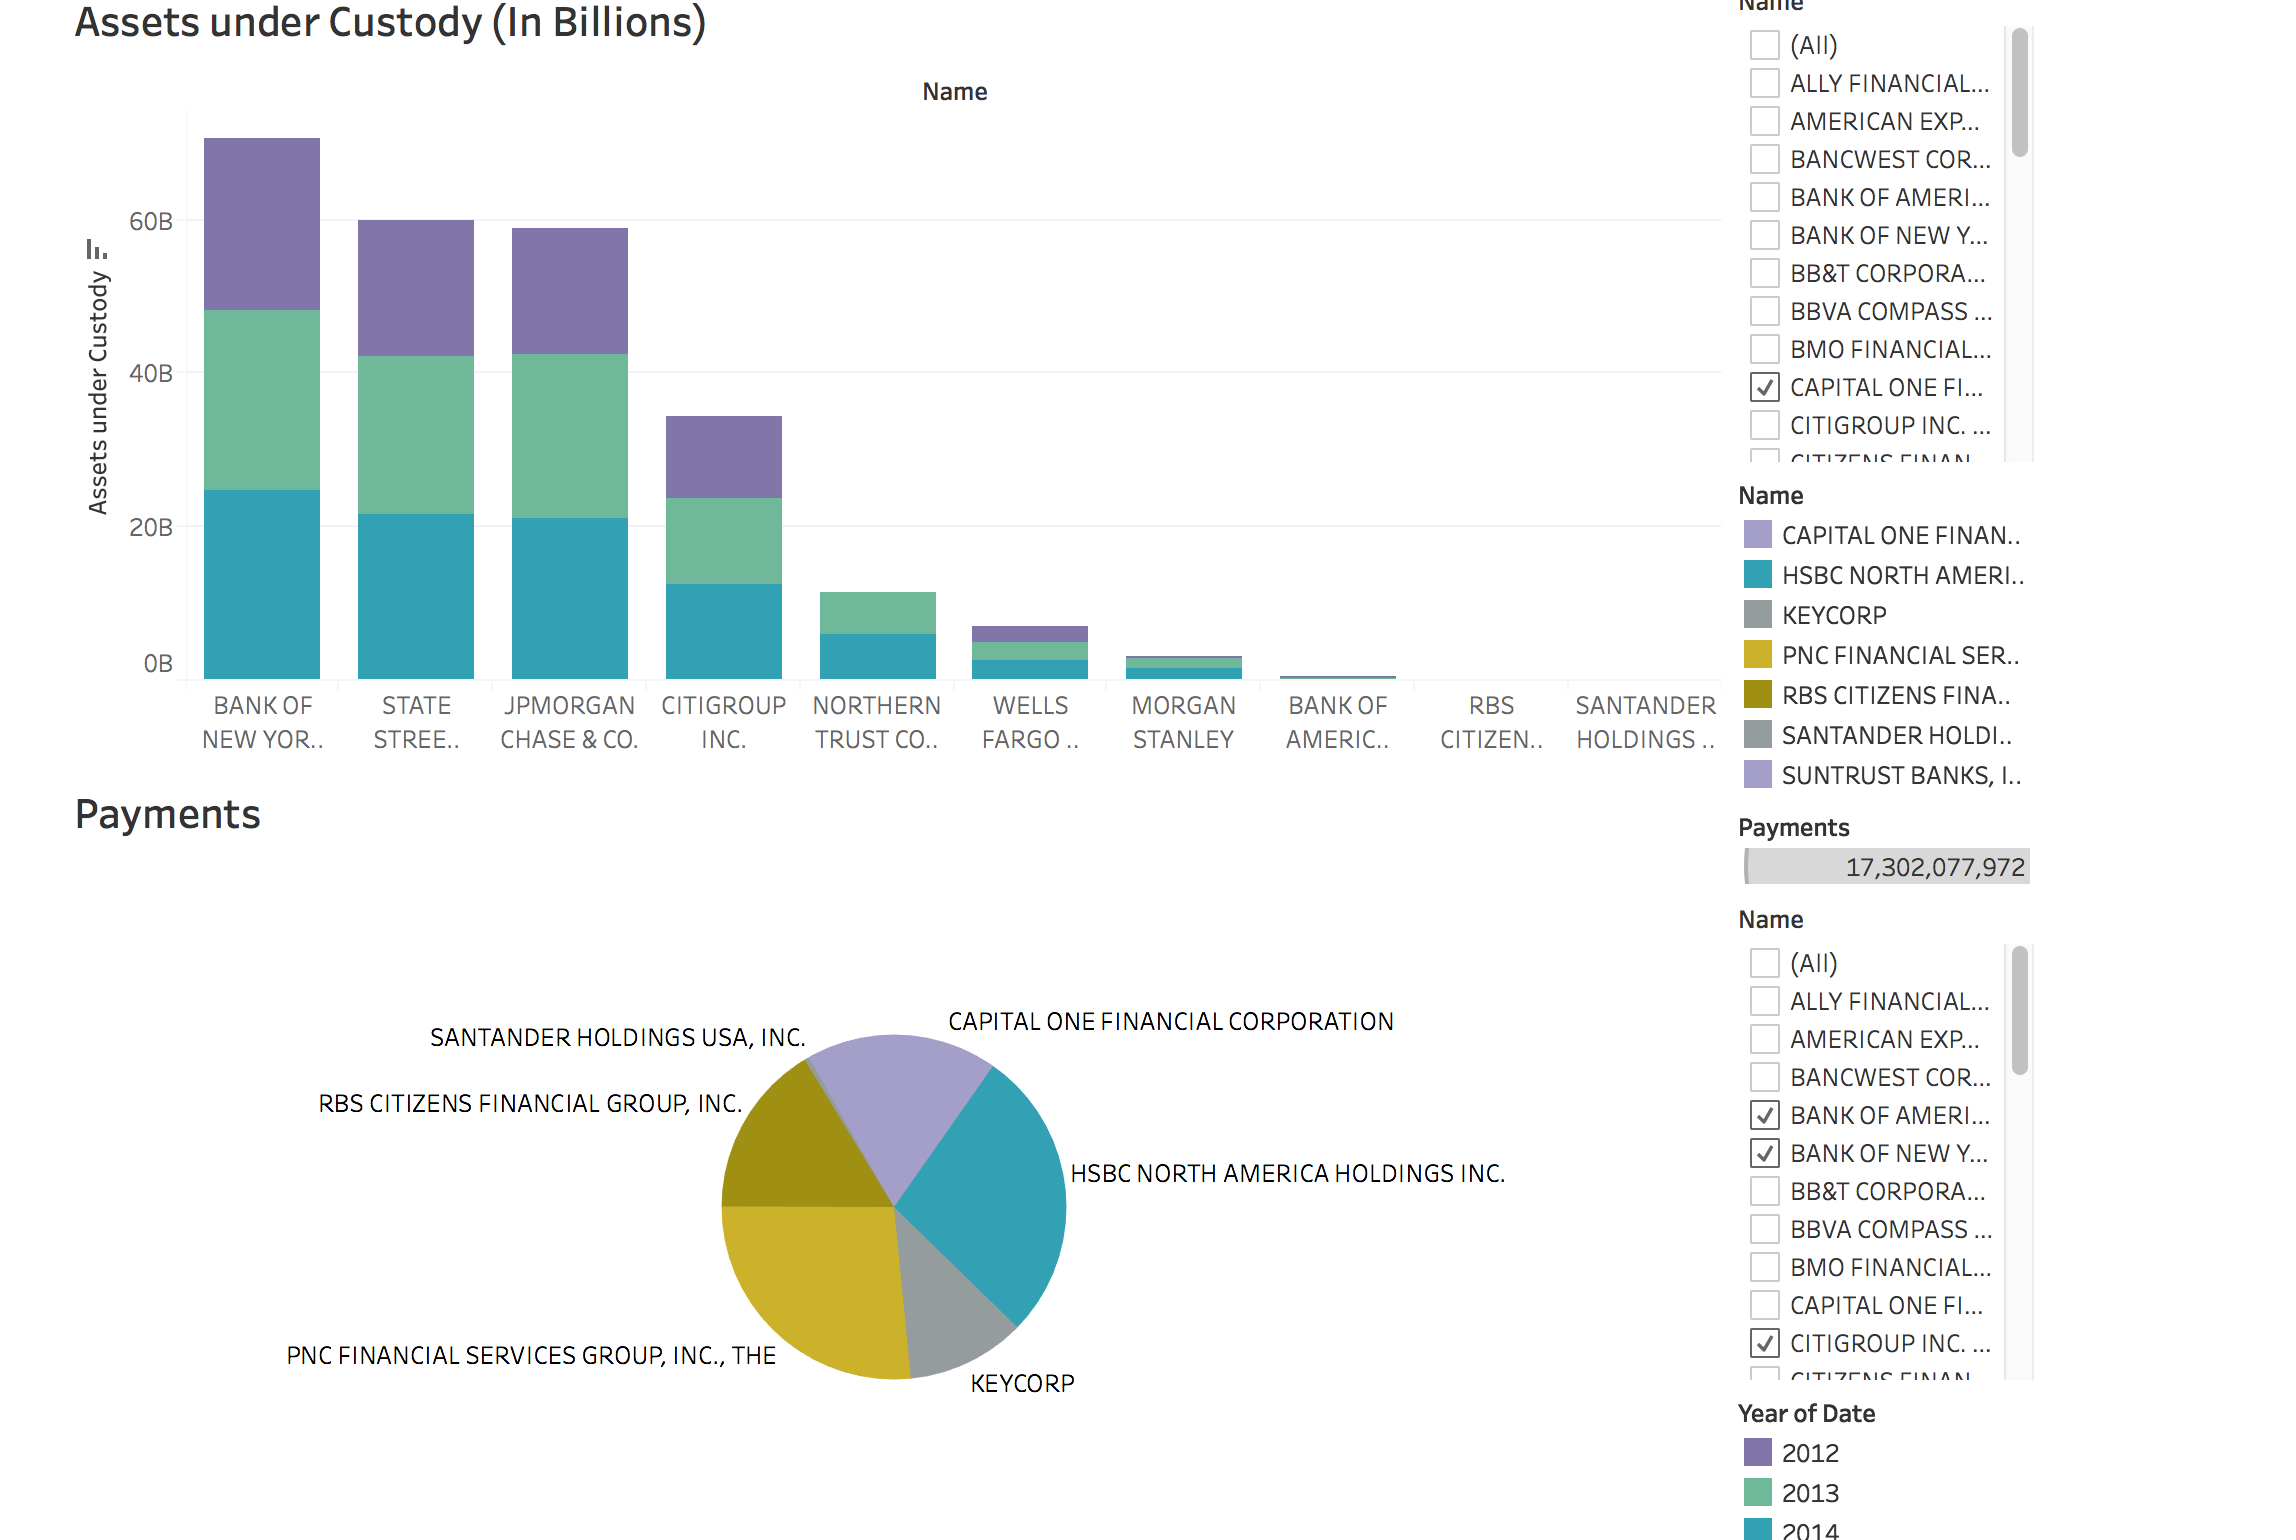 Assets under Custody (In Billions)
Name
60B
40B
20B
0B
Assets under Custody
BANK OF NEW YOR..
STATE STREE..
JPMORGAN CHASE & CO.
CITIGROUP INC.
NORTHERN TRUST CO..
WELLS FARGO ..
MORGAN STANLEY
BANK OF AMERIC..
RBS CITIZEN..
SANTANDER HOLDINGS ..
Payments
SANTANDER HOLDINGS USA, INC.
CAPITAL ONE FINANCIAL CORPORATION
RBS CITIZENS FINANCIAL GROUP, INC.
HSBC NORTH AMERICA HOLDINGS INC.
PNC FINANCIAL SERVICES GROUP, INC., THE
KEYCORP
Name
(All)
ALLY FINANCIAL...
AMERICAN EXP...
BANCWEST COR...
BANK OF AMERI...
BANK OF NEW Y...
BB&T CORPORA...
BBVA COMPASS ...
BMO FINANCIAL...
CAPITAL ONE FI...
CITIGROUP INC. ...
CITIZENS FINAN
Name
CAPITAL ONE FINAN..
HSBC NORTH AMERI..
KEYCORP
PNC FINANCIAL SER..
RBS CITIZENS FINA..
SANTANDER HOLDI..
SUNTRUST BANKS, I..
Payments
17,302,077,972
Name
(All)
ALLY FINANCIAL...
AMERICAN EXP...
BANCWEST COR...
BANK OF AMERI...
BANK OF NEW Y...
BB&T CORPORA...
BBVA COMPASS ...
BMO FINANCIAL...
CAPITAL ONE FI...
CITIGROUP INC. ...
CITIZENS FINAN
Year of Date
2012
2013
2014